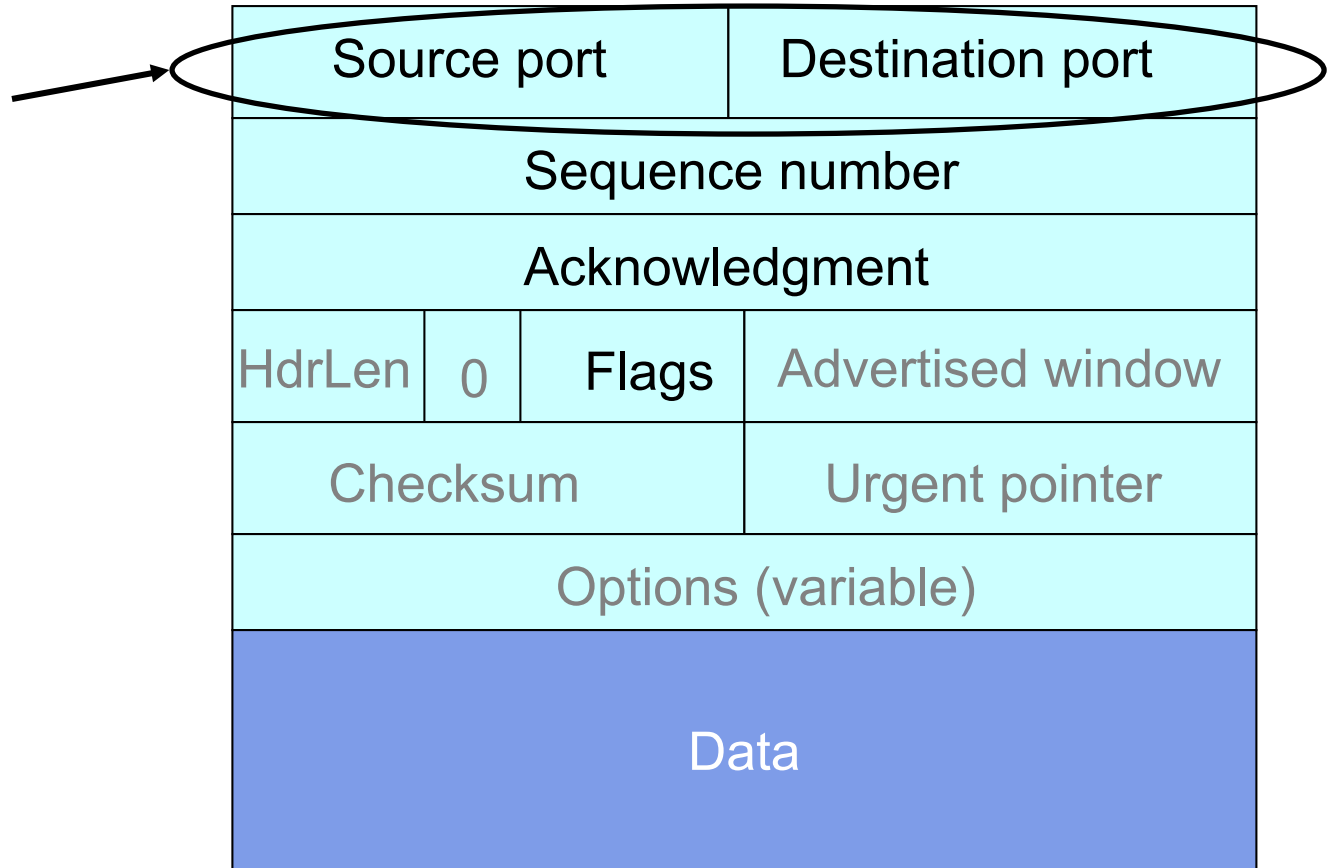 Source port Destination port
Sequence number
Acknowledgment
HdrLen 0 Flags Advertised window
Checksum Urgent pointer
Options (variable)
Data